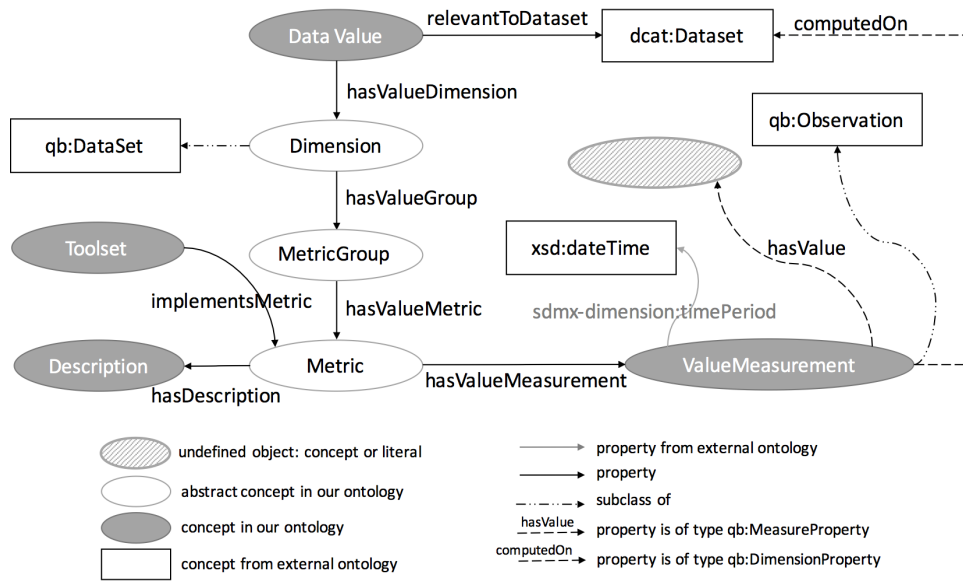 Data Value
relevantToDataset
dcat:Dataset
computedOn
hasValueDimension
qb:DataSet
Dimension
qb:Observation
hasValueGroup
Toolset
MetricGroup
xsd:dateTime
hasValue
implementsMetric
hasValueMetric
sdmx-dimension:timePeriod
Description
Metric
ValueMeasurement
hasDescription
hasValueMeasurement
undefined object: concept or literal
abstract concept in our ontology
concept in our ontology
concept from external ontology
property from external ontology
property
subclass of
hasValue
property is of type qb:MeasureProperty
computedOn
property is of type qb:DimensionProperty